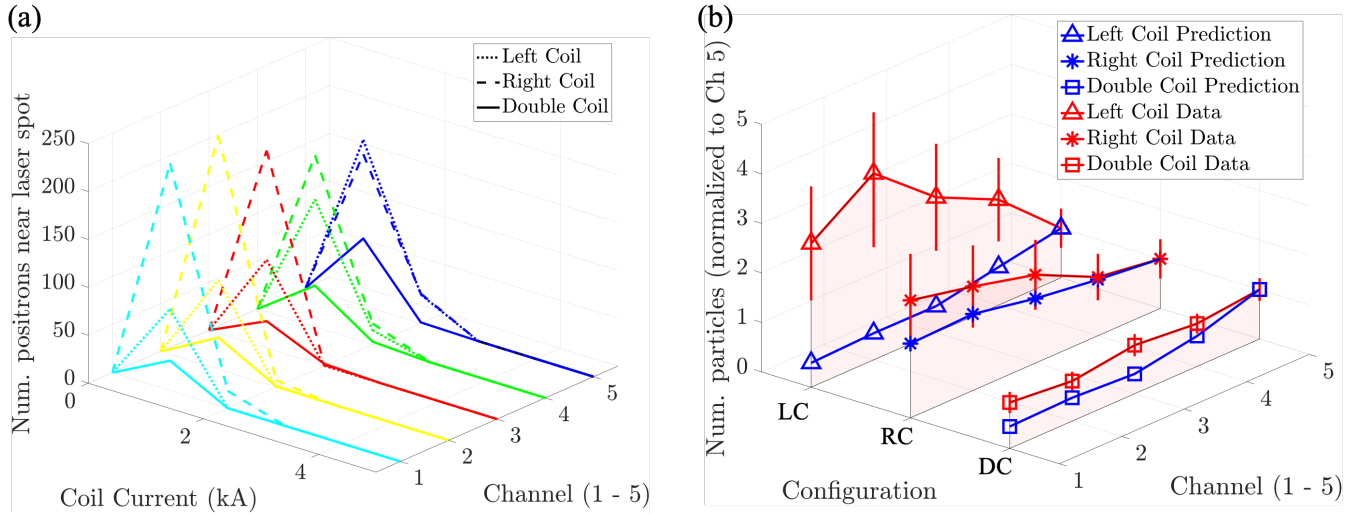 (a)
Left Coil
Right Coil
Double Coil
Num. positrons near laser spot
250
200
150
100
50
0
0
2
4
Coil Current (kA)
1
2
3
4
5
Channel (1 - 5)
(b)
Left Coil Prediction
Right Coil Prediction
Double Coil Prediction
Left Coil Data
Right Coil Data
Double Coil Data
Num. particles (normalized to Ch 5)
5
4
3
2
1
0
LC
RC
DC
Configuration
1
2
3
4
5
Channel (1 - 5)